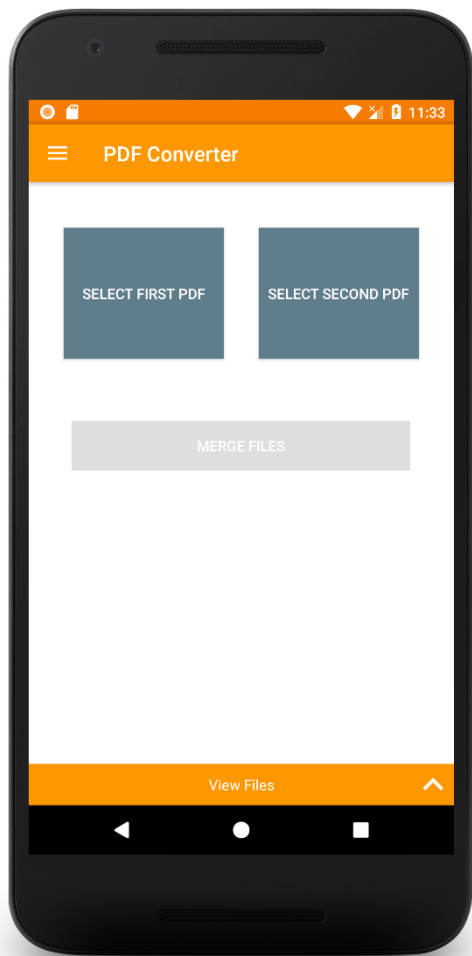 11:33
PDF Converter
SELECT FIRST PDF
SELECT SECOND PDF
MERGE FILES
View Files